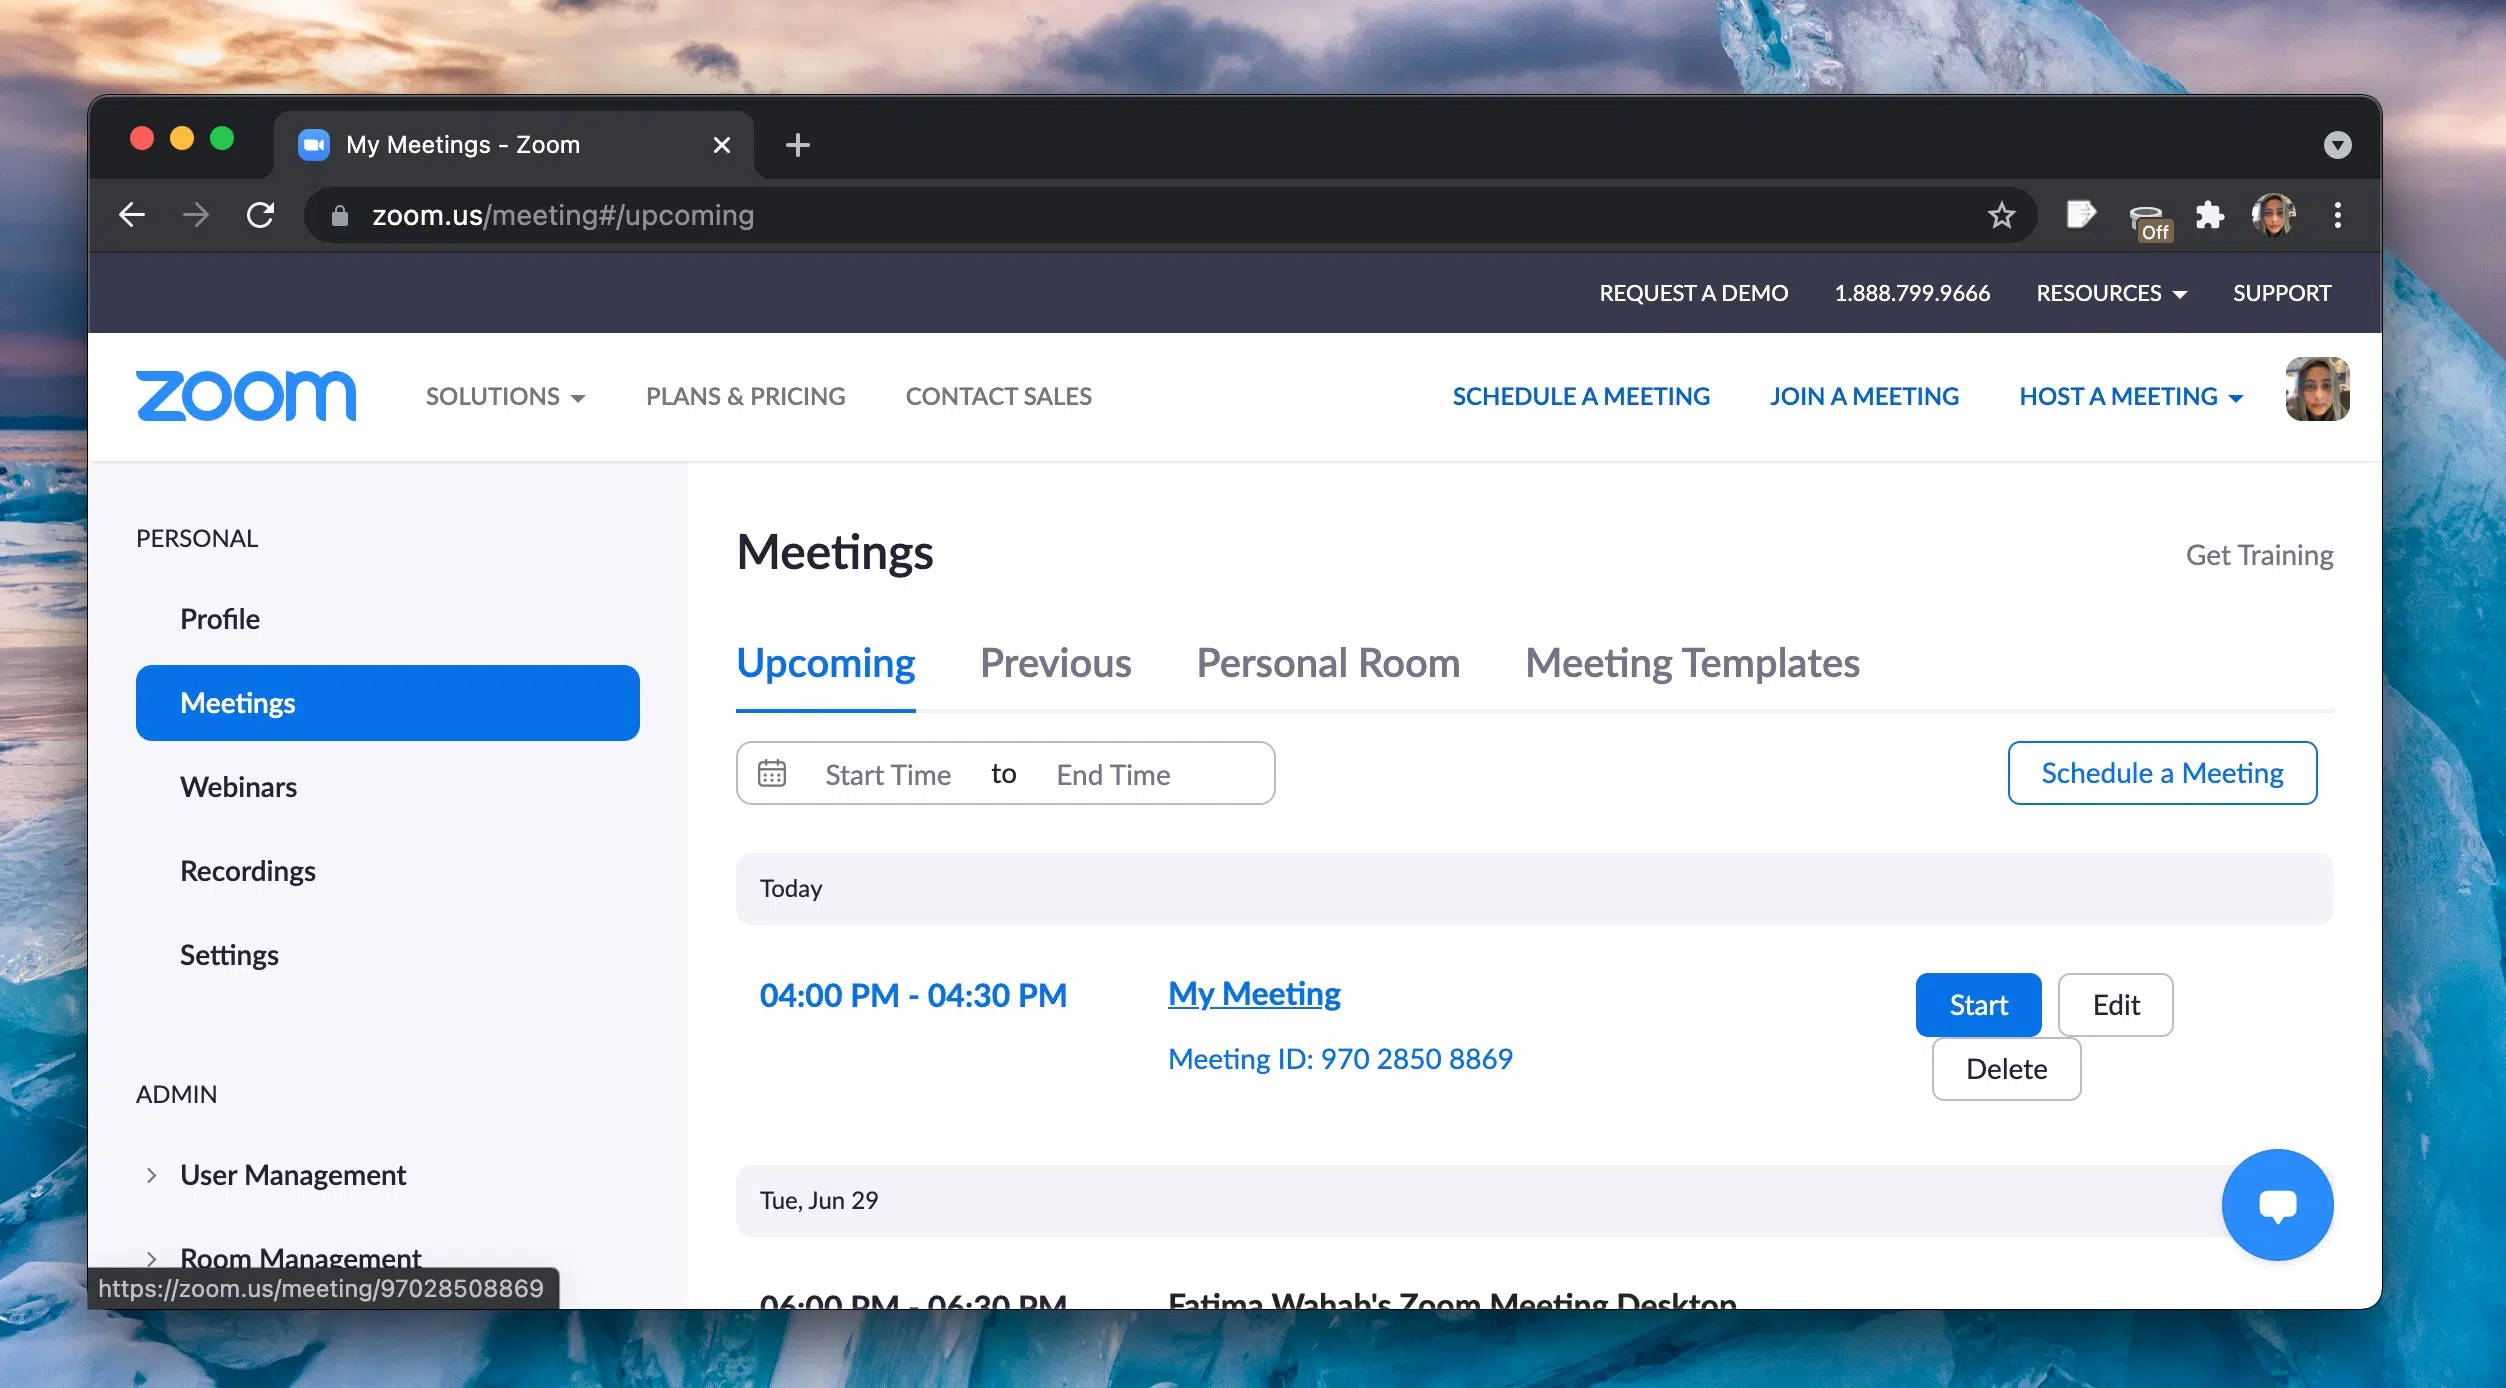 My Meetings - Zoom
zoom.us/meeting#/upcoming
Off
REQUEST A DEMO 1.888.799.9666 RESOURCES SUPPORT
zoom SOLUTIONS PLANS & PRICING CONTACT SALES SCHEDULE A MEETING JOIN A MEETING HOST A MEETING
PERSONAL
Profile
Meetings
Webinars
Recordings
Settings
ADMIN
User Management
Room Management
https://zoom.us/meeting/97028508869
Meetings
Get Training
Upcoming Previous Personal Room Meeting Templates
Start Time to End Time
Schedule a Meeting
Today
04:00 PM - 04:30 PM My Meeting Start Edit
Meeting ID: 970 2850 8869 Delete
Tue, Jun 29
06:00 PM - 06:30 PM Fatima Wahab's Zoom Meeting Desktop